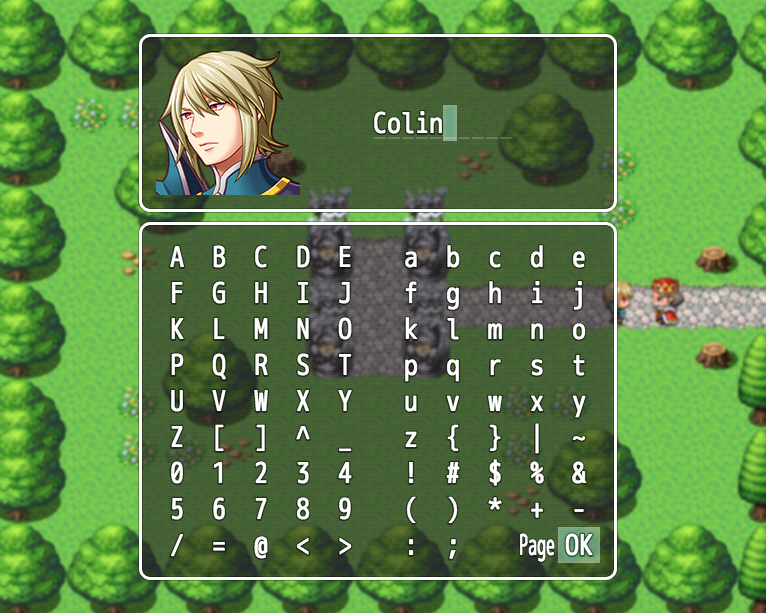 Colin
A B C D E a b c d e
F G H I J f g h i j
K L M N O k l m n o
P Q R S T p q r s t
U V W X Y u v w x y
Z [ ] ^ _ z { } | ~
0 1 2 3 4 ! # $ % &
5 6 7 8 9 ( ) * + -
/ = @ < > : ; Page OK